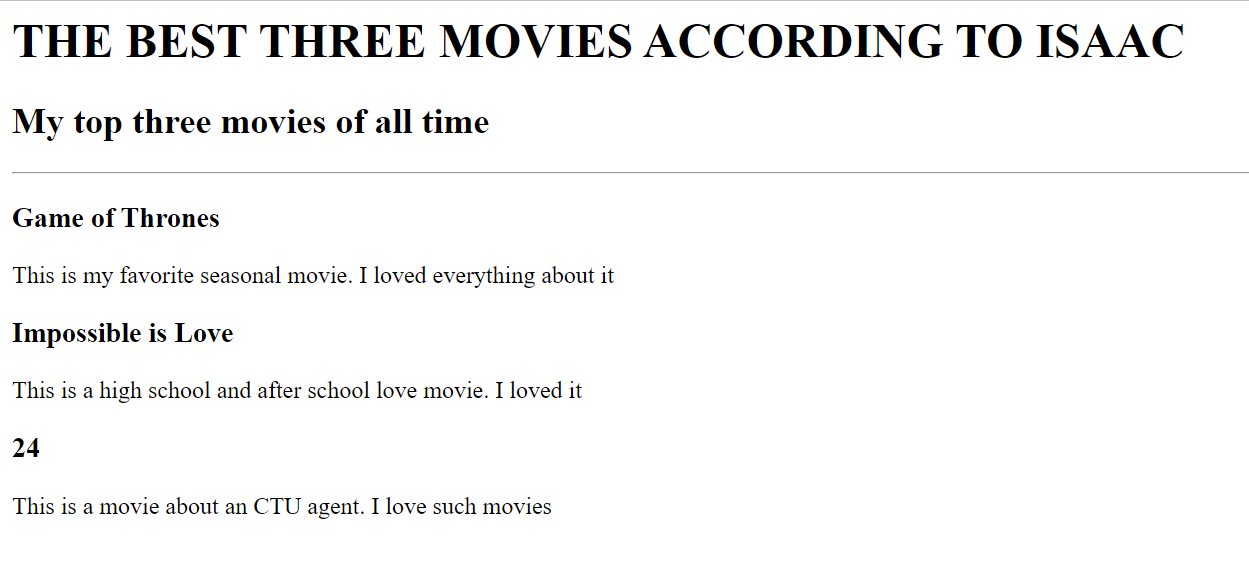 THE BEST THREE MOVIES ACCORDING TO ISAAC
My top three movies of all time
Game of Thrones
This is my favorite seasonal movie. I loved everything about it
Impossible is Love
This is a high school and after school love movie. I loved it
24
This is a movie about an CTU agent. I love such movies